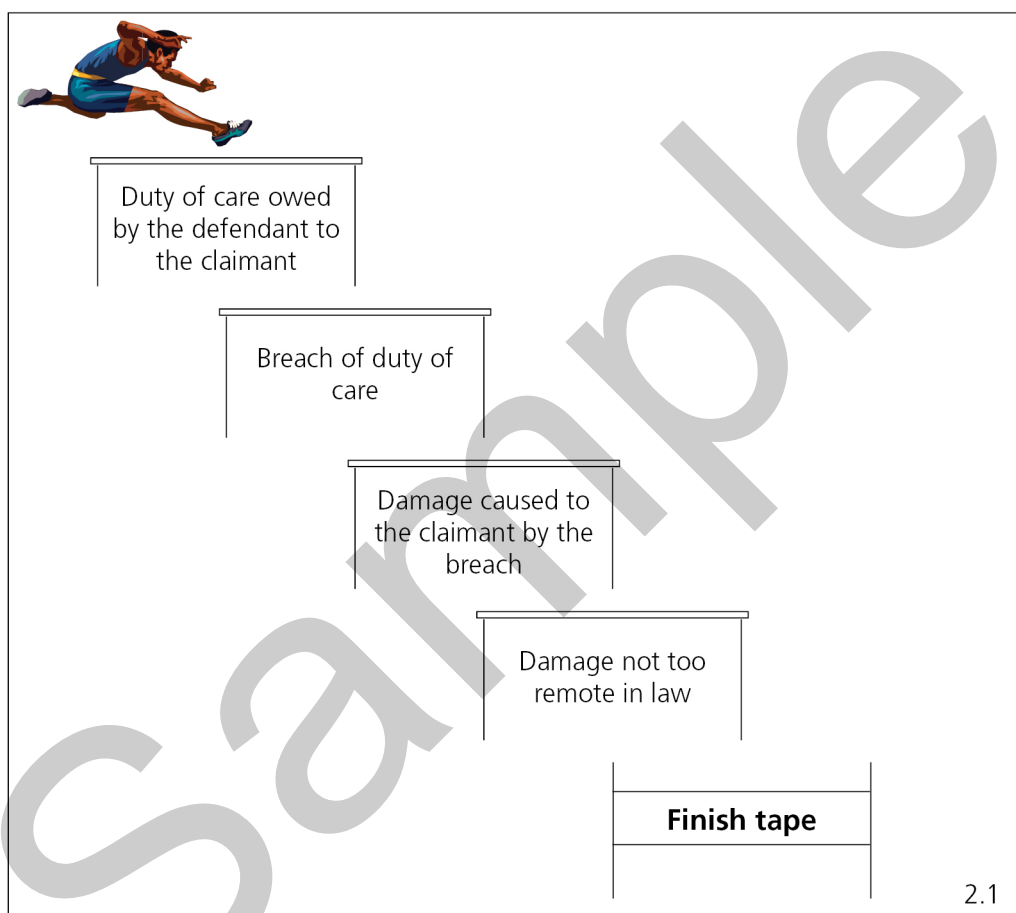 Duty of care owed
by the defendant to
the claimant
Breach of duty of
care
Damage caused to
the claimant by the
breach
Damage not too
remote in law
Finish tape
2.1
Sample